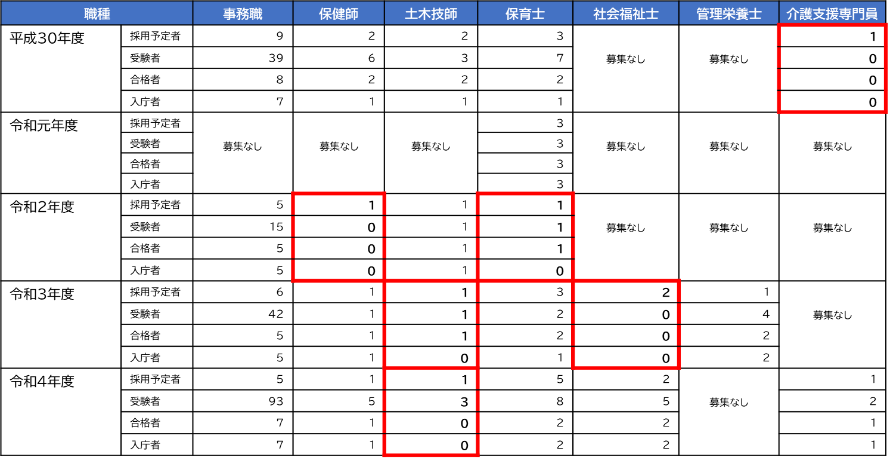 職種 事務職 保健師 土木技師 保育士 社会福祉士 管理栄養士 介護支援専門員
平成30年度 採用予定者 9 2 2 3 募集なし 募集なし 1
受験者 39 6 3 7 0
合格者 8 2 2 2 0
入庁者 7 1 1 1 0
令和元年度 採用予定者 募集なし 募集なし 募集なし 3 募集なし 募集なし 募集なし
受験者 3
合格者 3
入庁者 3
令和2年度 採用予定者 5 1 1 1 募集なし 募集なし 募集なし
受験者 15 0 1 1
合格者 5 0 1 1
入庁者 5 0 1 0
令和3年度 採用予定者 6 1 1 3 2 1 募集なし
受験者 42 1 1 2 0 4
合格者 5 1 1 2 0 2
入庁者 5 1 0 1 0 2
令和4年度 採用予定者 5 1 1 5 2 募集なし 1
受験者 93 5 3 8 5 2
合格者 7 1 0 2 2 1
入庁者 7 1 0 2 2 1